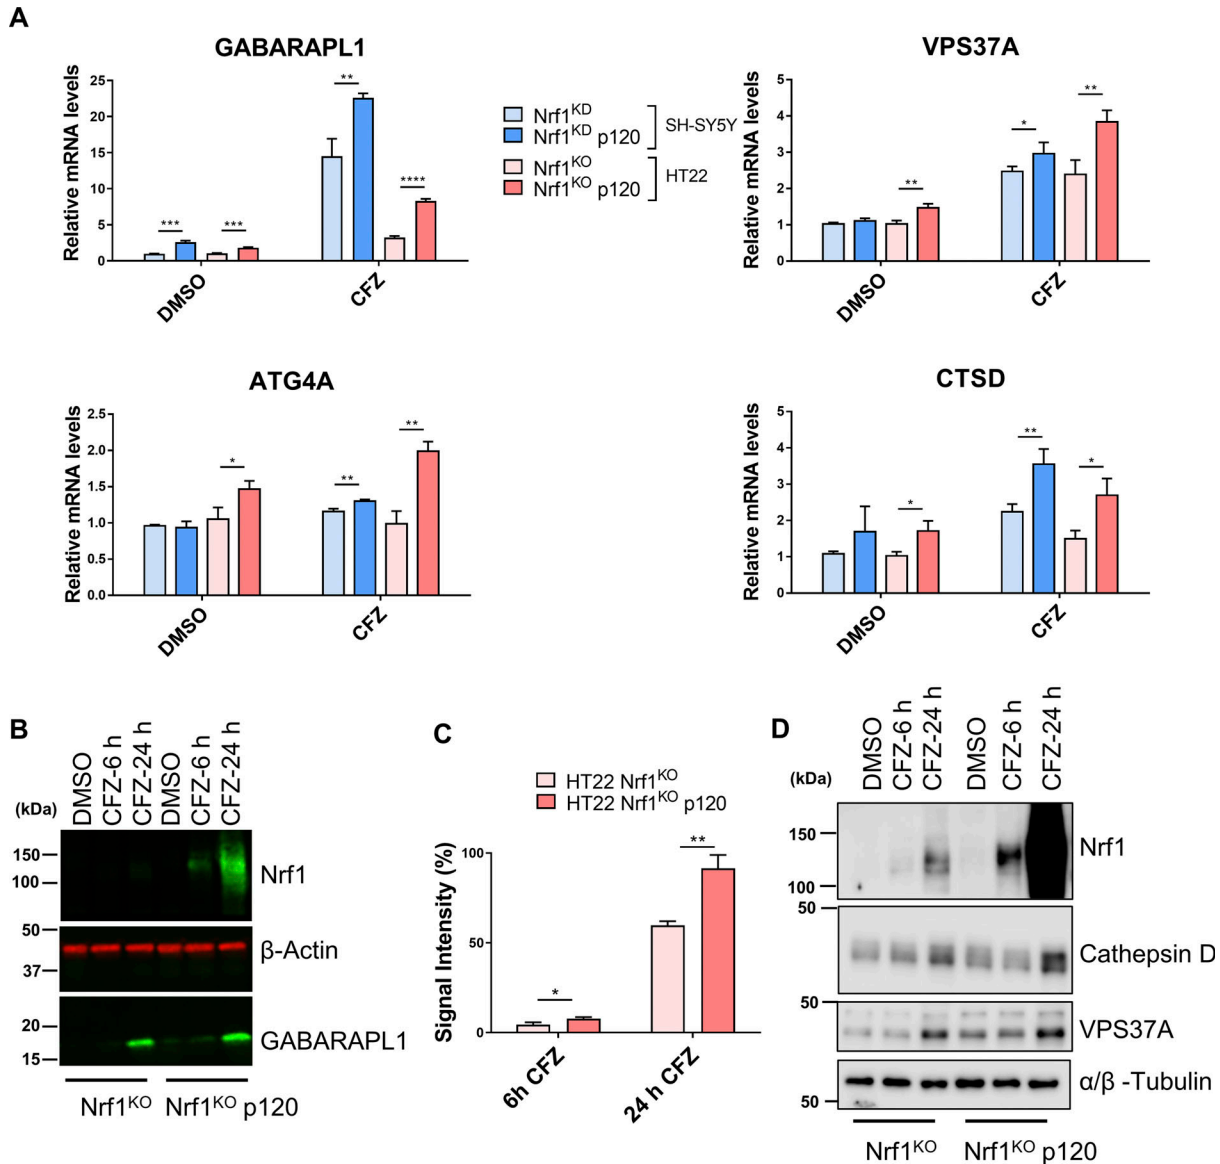 A
GABARAPL1
Relative mRNA levels
25
20
15
10
5
0
** 
*** *** ****
DMSO CFZ
Nrf1KD
Nrf1KD p120
SH-SY5Y
Nrf1KO
Nrf1KO p120
HT22
VPS37A
Relative mRNA levels
5
4
3
2
1
0
** * **
DMSO CFZ
ATG4A
Relative mRNA levels
2.5
2.0
1.5
1.0
0.5
0.0
* ** **
DMSO CFZ
CTSD
Relative mRNA levels
5
4
3
2
1
0
* ** *
DMSO CFZ
B
(kDa)
DMSO CFZ-6 h CFZ-24 h DMSO CFZ-6 h CFZ-24 h
150
100
Nrf1
50
37
β-Actin
20
15
GABARAPL1
Nrf1KO Nrf1KO p120
C
HT22 Nrf1KO
HT22 Nrf1KO p120
Signal Intensity (%)
100
50
0
* **
6h CFZ 24 h CFZ
D
(kDa)
DMSO CFZ-6 h CFZ-24 h DMSO CFZ-6 h CFZ-24 h
150
100
Nrf1
50
Cathepsin D
50
VPS37A
α/β -Tubulin
50
Nrf1KO Nrf1KO p120